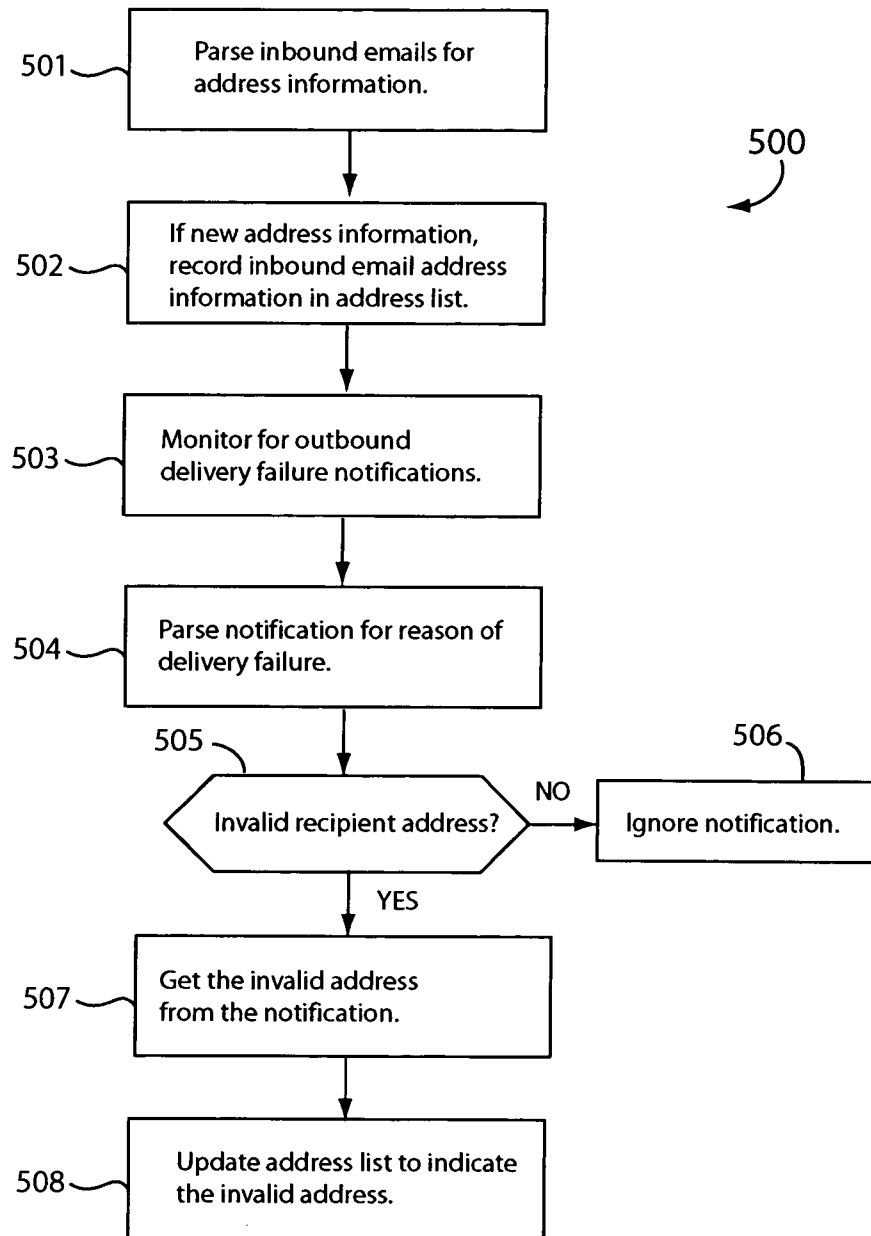 501
Parse inbound emails for
address information.
500
502
If new address information,
record inbound email address
information in address list.
503
Monitor for outbound
delivery failure notifications.
504
Parse notification for reason of
delivery failure.
505
Invalid recipient address?
NO
506
Ignore notification.
YES
507
Get the invalid address
from the notification.
508
Update address list to indicate
the invalid address.